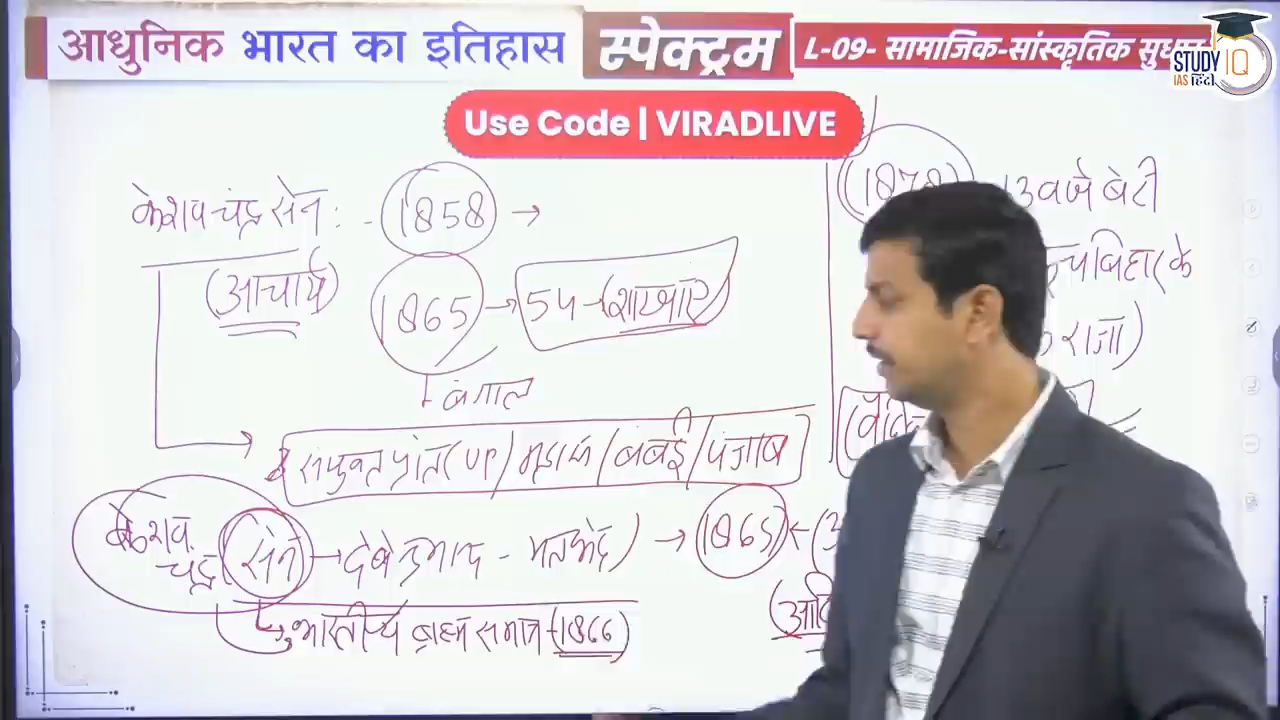 आधुनिक भारत का इतिहास
स्पेक्ट्रम
L-09- सामाजिक-सांस्कृतिक सुधार
STUDY IQ
IAS हिंदी
Use Code | VIRADLIVE
केशव चंद्र सेन : - 1858 →
(आचार्य)
1865 → 54 - शाखाएं
बंगाल
संयुक्त प्रांत (UP / मद्रास / बंबई / पंजाब
केशव चंद्र सेन → देवेन्द्रनाथ - मतभेद) → 1865
भारतीय ब्रह्म समाज - 1866
1878
13 वर्ष बेटी
के
राजा)